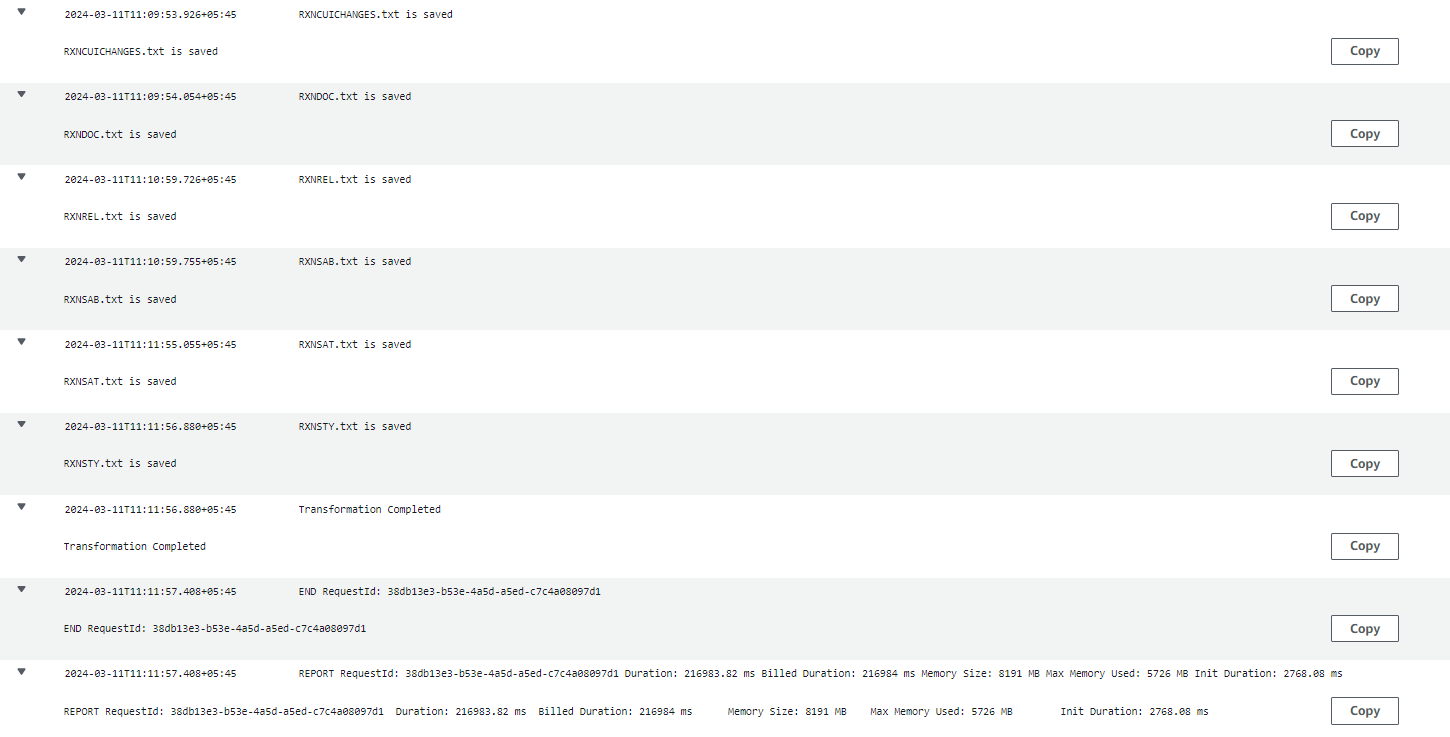 2024-03-11T11:09:53.926+05:45 RXNCUICHANGES.txt is saved
RXNCUICHANGES.txt is saved
Copy
2024-03-11T11:09:54.054+05:45 RXNDOC.txt is saved
RXNDOC.txt is saved
Copy
2024-03-11T11:10:59.726+05:45 RXNREL.txt is saved
RXNREL.txt is saved
Copy
2024-03-11T11:10:59.755+05:45 RXNSAB.txt is saved
RXNSAB.txt is saved
Copy
2024-03-11T11:11:55.055+05:45 RXNSAT.txt is saved
RXNSAT.txt is saved
Copy
2024-03-11T11:11:56.880+05:45 RXNSTY.txt is saved
RXNSTY.txt is saved
Copy
2024-03-11T11:11:56.880+05:45 Transformation Completed
Transformation Completed
Copy
2024-03-11T11:11:57.408+05:45 END RequestId: 38db13e3-b53e-4a5d-a5ed-c7c4a08097d1
END RequestId: 38db13e3-b53e-4a5d-a5ed-c7c4a08097d1
Copy
2024-03-11T11:11:57.408+05:45 REPORT RequestId: 38db13e3-b53e-4a5d-a5ed-c7c4a08097d1 Duration: 216983.82 ms Billed Duration: 216984 ms Memory Size: 8191 MB Max Memory Used: 5726 MB Init Duration: 2768.08 ms
REPORT RequestId: 38db13e3-b53e-4a5d-a5ed-c7c4a08097d1 Duration: 216983.82 ms Billed Duration: 216984 ms Memory Size: 8191 MB Max Memory Used: 5726 MB Init Duration: 2768.08 ms
Copy